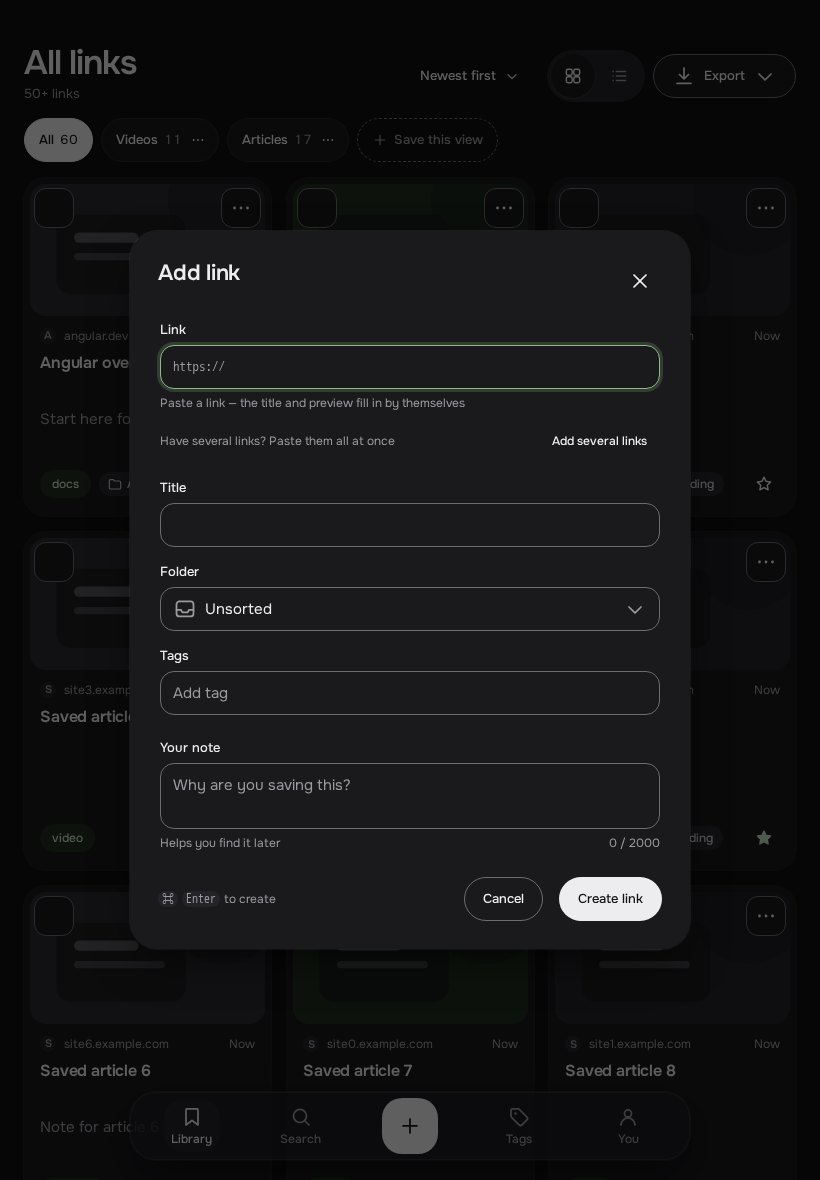 All links
50+ links
Newest first
Export
All 60
Videos 11 ···
Articles 17 ···
+ Save this view
Add link
Link
https://
Paste a link — the title and preview fill in by themselves
Have several links? Paste them all at once
Add several links
Title
Folder
Unsorted
Tags
Add tag
Your note
Why are you saving this?
Helps you find it later
0 / 2000
⌘ Enter to create
Cancel
Create link
A angular.dev
Now
Angular ove
Start here fo
docs
ding
S site3.examp
Now
Saved article
video
ding
S site6.example.com
Now
S site0.example.com
Now
S site1.example.com
Now
Saved article 6
Saved article 7
Saved article 8
Note for article 6
Library
Search
Tags
You